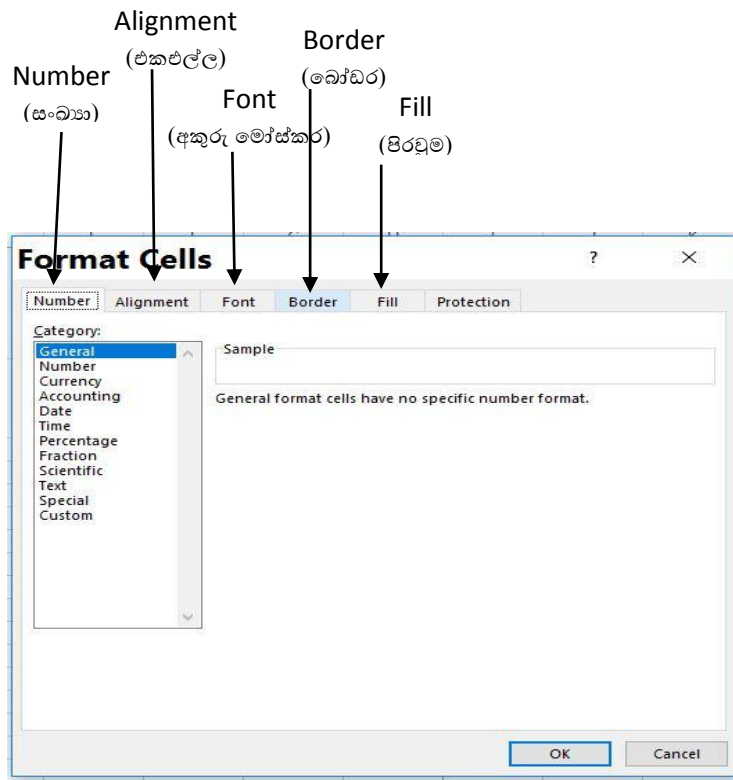 Alignment
(එකඑල්ල)
Border
(බෝඩර)
Number
(සංඛ්‍යා)
Font
(අකුරු මෝස්කර)
Fill
(පිරවුම)
Format Cells
?
Number Alignment Font Border Fill Protection
Category:
General
Number
Currency
Accounting
Date
Time
Percentage
Fraction
Scientific
Text
Special
Custom
Sample
General format cells have no specific number format.
OK Cancel